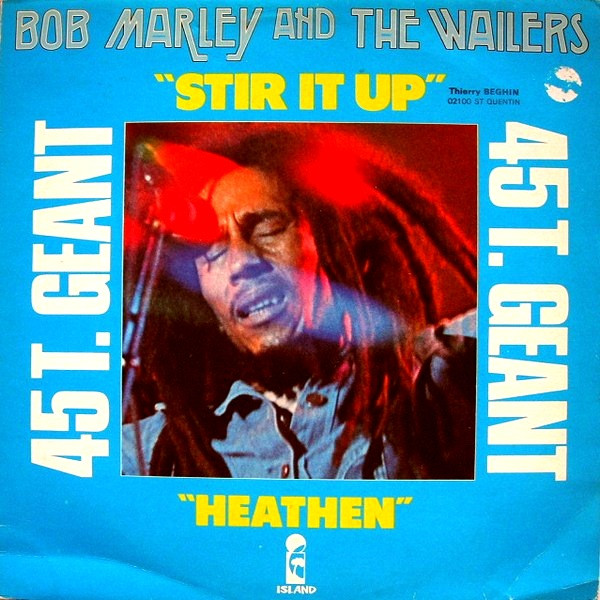 BOB MARLEY AND THE WAILERS
"STIR IT UP"
Thierry BEGHIN
02100 ST QUENTIN
45 T. GEANT
45 T. GEANT
"HEATHEN"
ISLAND